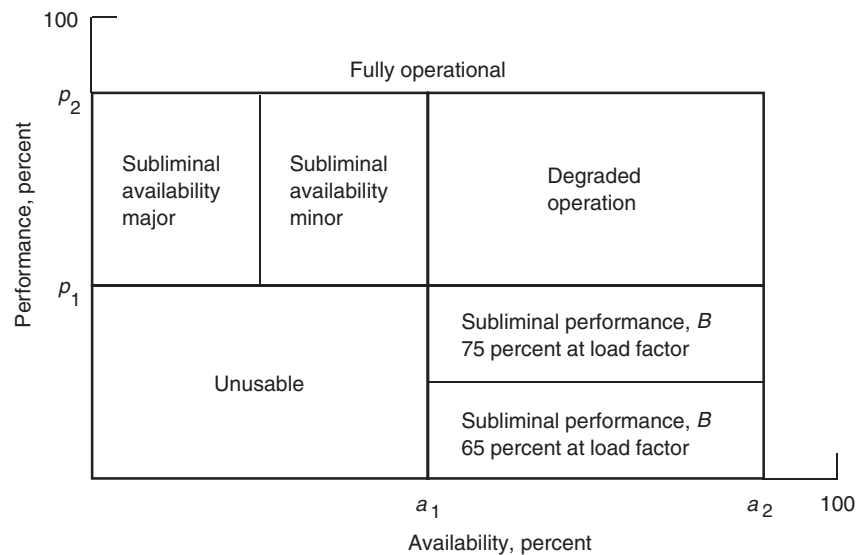 100
Fully operational
p2
Subliminal
availability
major
Subliminal
availability
minor
Degraded
operation
Performance, percent
p1
Subliminal performance, B
75 percent at load factor
Unusable
Subliminal performance, B
65 percent at load factor
a1
a2
100
Availability, percent